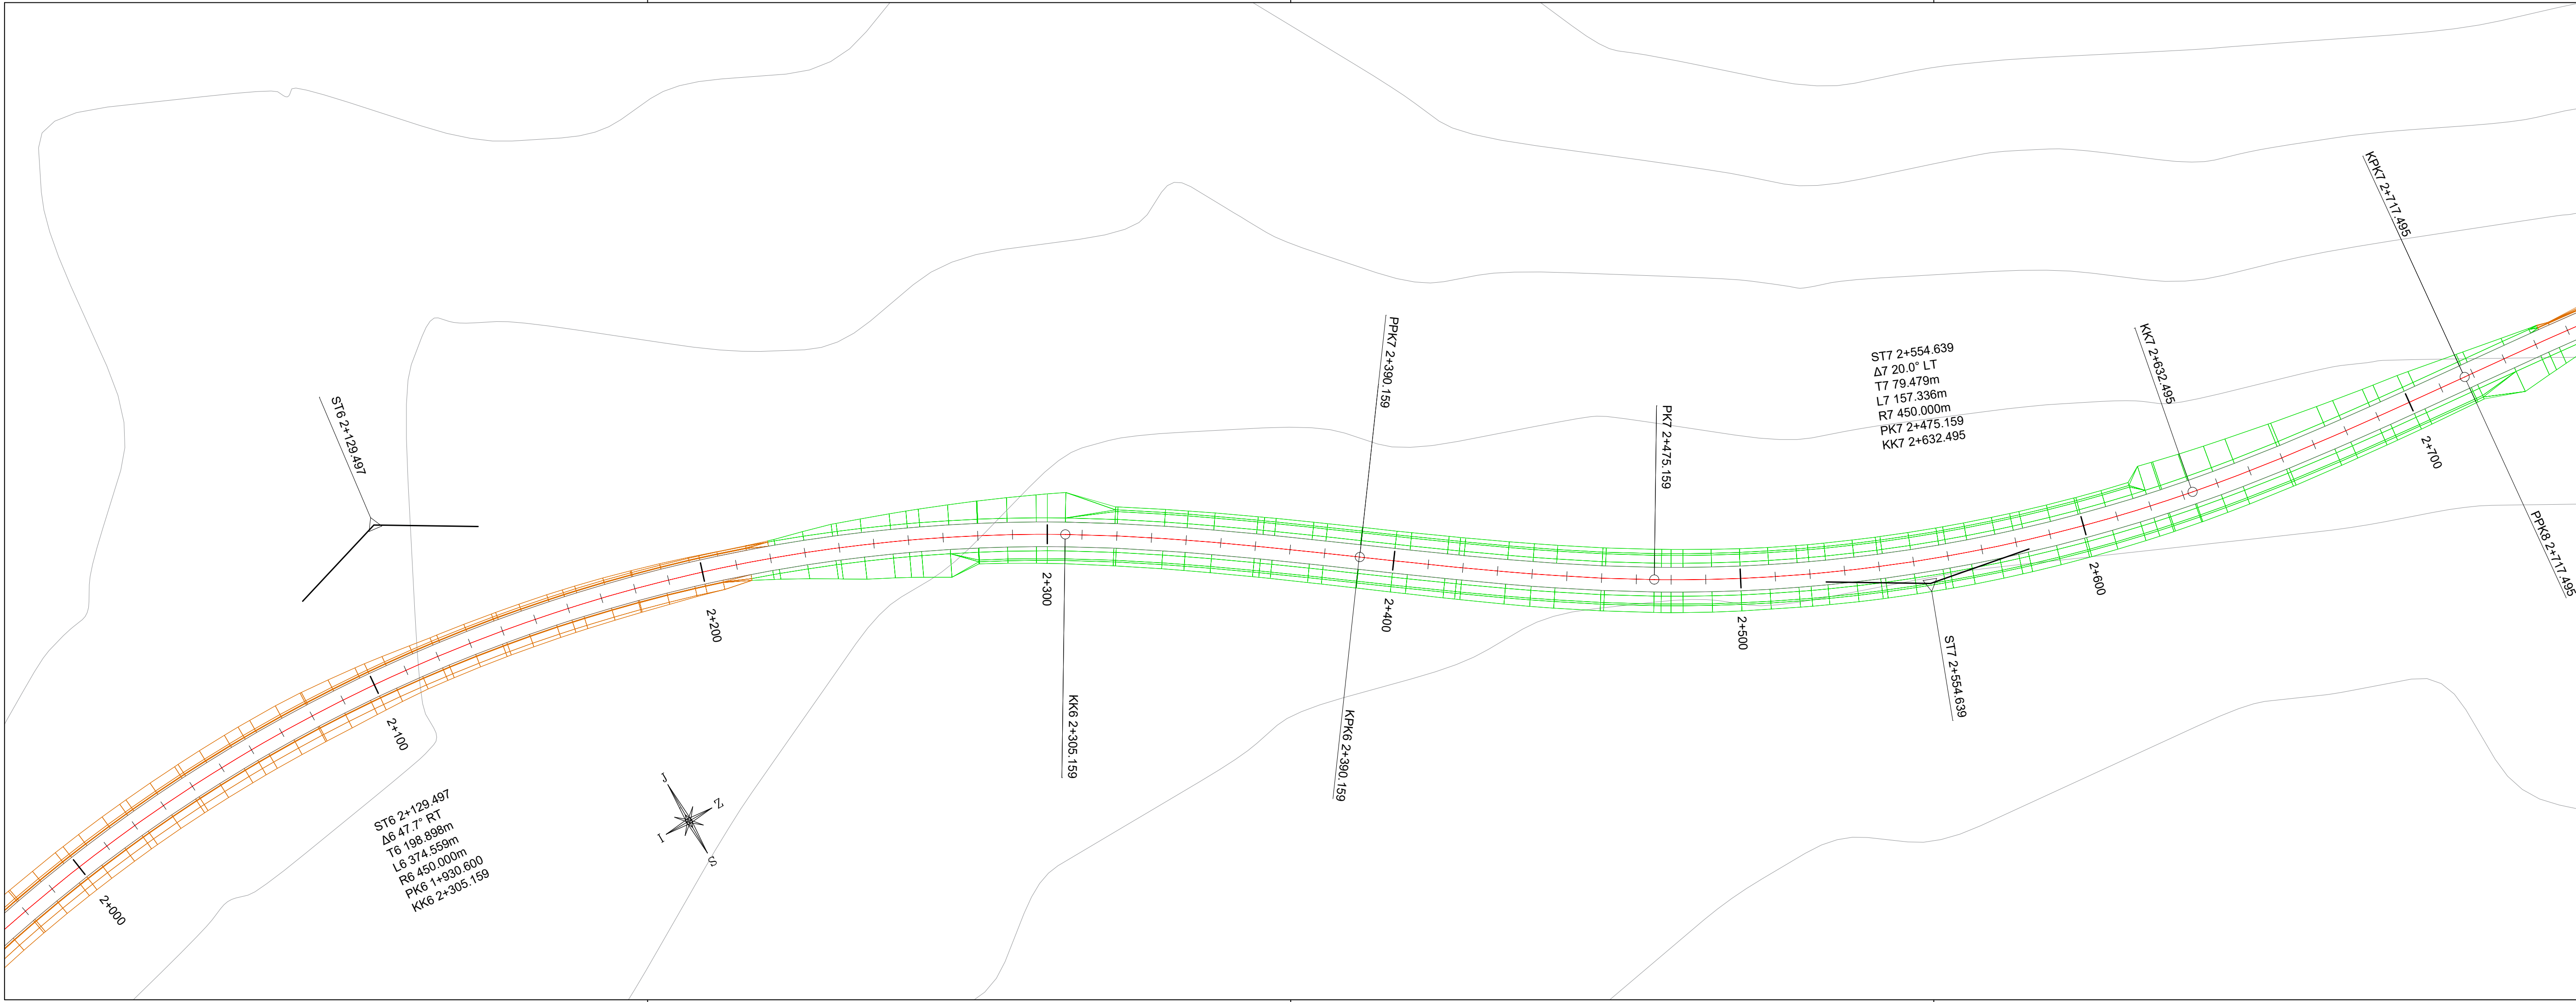 KPK7 2+717.495
PPK7 2+390.159
KK7 2+632.495
ST7 2+554.639
Δ7 20.0° LT
T7 79.479m
L7 157.336m
R7 450.000m
PK7 2+475.159
KK7 2+632.495
ST6 2+129.497
PK7 2+475.159
2+700
PPK8 2+717.495
2+600
2+300
2+400
2+200
2+500
ST7 2+554.639
KK6 2+305.159
KPK6 2+390.159
2+100
J
Z
I
S
ST6 2+129.497
Δ6 47.7° RT
T6 198.898m
L6 374.559m
R6 450.000m
PK6 1+930.600
KK6 2+305.159
2+000